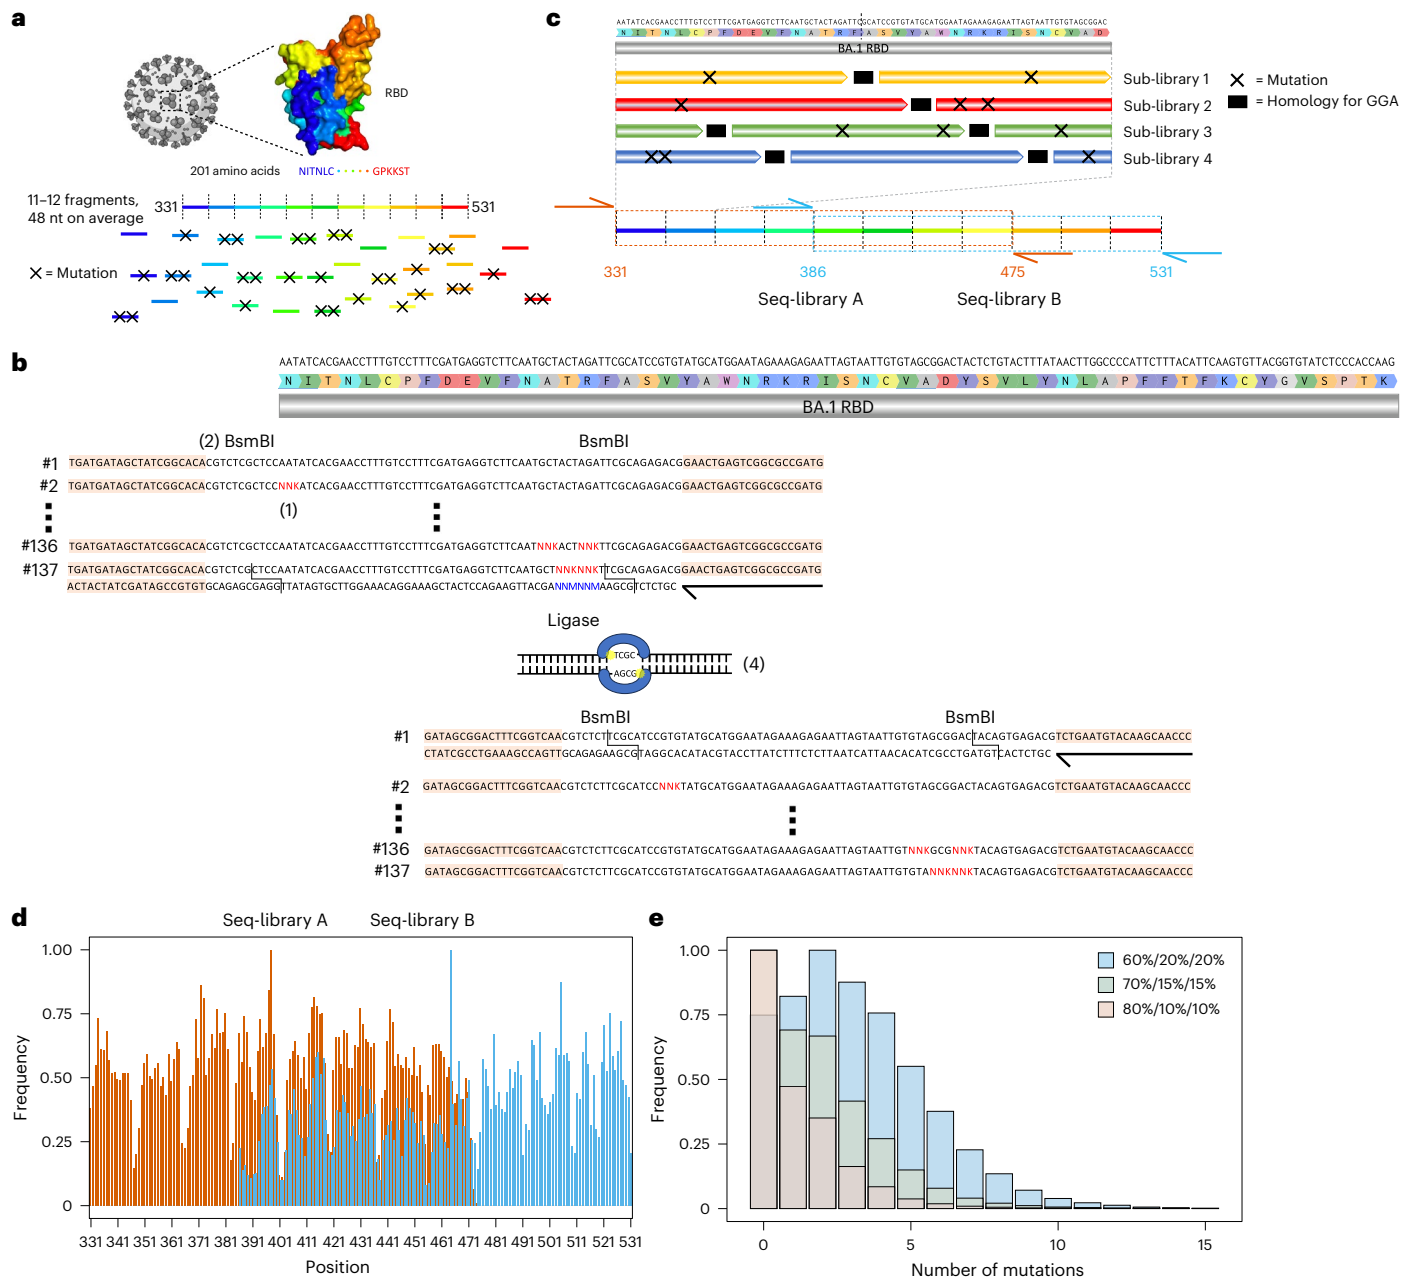 a
RBD
201 amino acids NITNLC GPKKST
11–12 fragments,
48 nt on average
331
531
X = Mutation
c
AATATCACGAACCTTTGTCCTTTCGATGAGGTCTTCAATGCTACTAGATTCGCATCCGTGTATGCATGGAATAGAAAGAGAATTAGTAATTGTGTAGCGGAC
N I T N L C P F D E V F N A T R F A S V Y A W N R K R I S N C V A D
BA.1 RBD
Sub-library 1
Sub-library 2
Sub-library 3
Sub-library 4
X = Mutation
= Homology for GGA
331
386
475
531
Seq-library A
Seq-library B
b
AATATCACGAACCTTTGTCCTTTCGATGAGGTCTTCAATGCTACTAGATTCGCATCCGTGTATGCATGGAATAGAAAGAGAATTAGTAATTGTGTAGCGGACTACTCTGTACTTTATAACTTGGCCCCATTCTTTACATTCAAGTGTTACGGTGTATCTCCCACCAAG
N I T N L C P F D E V F N A T R F A S V Y A W N R K R I S N C V A D Y S V L Y N L A P F F T F K C Y G V S P T K
BA.1 RBD
(2) BsmBI
BsmBI
#1 TGATGATAGCTATCGGCACACGTCTCGCTCCAATATCACGAACCTTTGTCCTTTCGATGAGGTCTTCAATGCTACTAGATTCGCAGAGACGGAACTGAGTCGGCGCCGATG
#2 TGATGATAGCTATCGGCACACGTCTCGCTCCNNKATCACGAACCTTTGTCCTTTCGATGAGGTCTTCAATGCTACTAGATTCGCAGAGACGGAACTGAGTCGGCGCCGATG
(1)
#136 TGATGATAGCTATCGGCACACGTCTCGCTCCAATATCACGAACCTTTGTCCTTTCGATGAGGTCTTCAATNNKACTNNKTTCGCAGAGACGGAACTGAGTCGGCGCCGATG
#137 TGATGATAGCTATCGGCACACGTCTCGCTCCAATATCACGAACCTTTGTCCTTTCGATGAGGTCTTCAATGCTNNKNNKTTCGCAGAGACGGAACTGAGTCGGCGCCGATG
ACTACTATCGATAGCCGTGTGCAGAGCGAGGTTATAGTGCTTGGAAACAGGAAAGCTACTCCAGAAGTTACGANNMNNMAAGCGTCTCTGC
Ligase
TCGC
AGCG
(4)
BsmBI
BsmBI
#1 GATAGCGGACTTTCGGTCAACGTCTCTTCGCATCCGTGTATGCATGGAATAGAAAGAGAATTAGTAATTGTGTAGCGGACTACAGTGAGACGTCTGAATGTACAAGCAACCC
CTATCGCCTGAAAGCCAGTTGCAGAGAAGCGTAGGCACATACGTACCTTATCTTTCTCTTAATCATTAACACATCGCCTGATGTCACTCTGC
#2 GATAGCGGACTTTCGGTCAACGTCTCTTCGCATCCNNKTATGCATGGAATAGAAAGAGAATTAGTAATTGTGTAGCGGACTACAGTGAGACGTCTGAATGTACAAGCAACCC
#136 GATAGCGGACTTTCGGTCAACGTCTCTTCGCATCCGTGTATGCATGGAATAGAAAGAGAATTAGTAATTGTNNKGCGNNKTACAGTGAGACGTCTGAATGTACAAGCAACCC
#137 GATAGCGGACTTTCGGTCAACGTCTCTTCGCATCCGTGTATGCATGGAATAGAAAGAGAATTAGTAATTGTGTANNKNNKTACAGTGAGACGTCTGAATGTACAAGCAACCC
d
Seq-library A
Seq-library B
Frequency
1.00
0.75
0.50
0.25
0
331 341 351 361 371 381 391 401 411 421 431 441 451 461 471 481 491 501 511 521 531
Position
e
Frequency
1.00
0.75
0.50
0.25
0
60%/20%/20%
70%/15%/15%
80%/10%/10%
0 5 10 15
Number of mutations